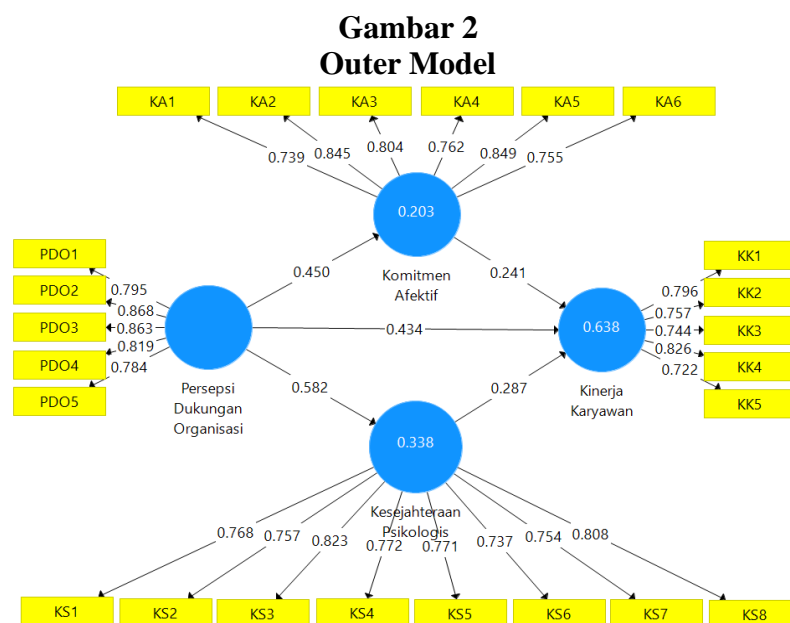 Gambar 2
Outer Model
KA1 KA2 KA3 KA4 KA5 KA6
0.739 0.845 0.804 0.762 0.849 0.755
0.203
Komitmen
Afektif
PDO1
PDO2
PDO3
PDO4
PDO5
0.795
0.868
0.863
0.819
0.784
Persepsi
Dukungan
Organisasi
0.450
0.241
0.434
0.582
0.287
0.638
Kinerja
Karyawan
0.796
0.757
0.744
0.826
0.722
KK1
KK2
KK3
KK4
KK5
0.338
Kesejahteraan
Psikologis
0.768 0.757 0.823 0.772 0.771 0.737 0.754 0.808
KS1 KS2 KS3 KS4 KS5 KS6 KS7 KS8